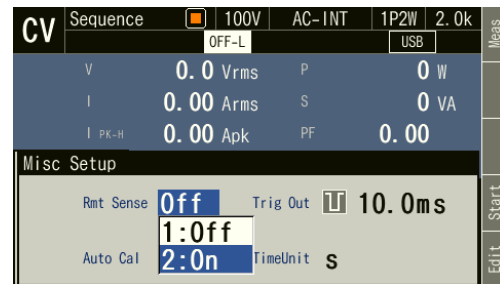 CV Sequence 100V AC-INT 1P2W 2.0k
OFF-L USB
Meas
V 0.0 Vrms P 0 W
I 0.00 Arms S 0 VA
I PK-H 0.00 Apk PF 0.00
Misc Setup
Rmt Sense Off Trig Out 10.0ms
Start
1:Off
Auto Cal 2:On TimeUnit s
Edit